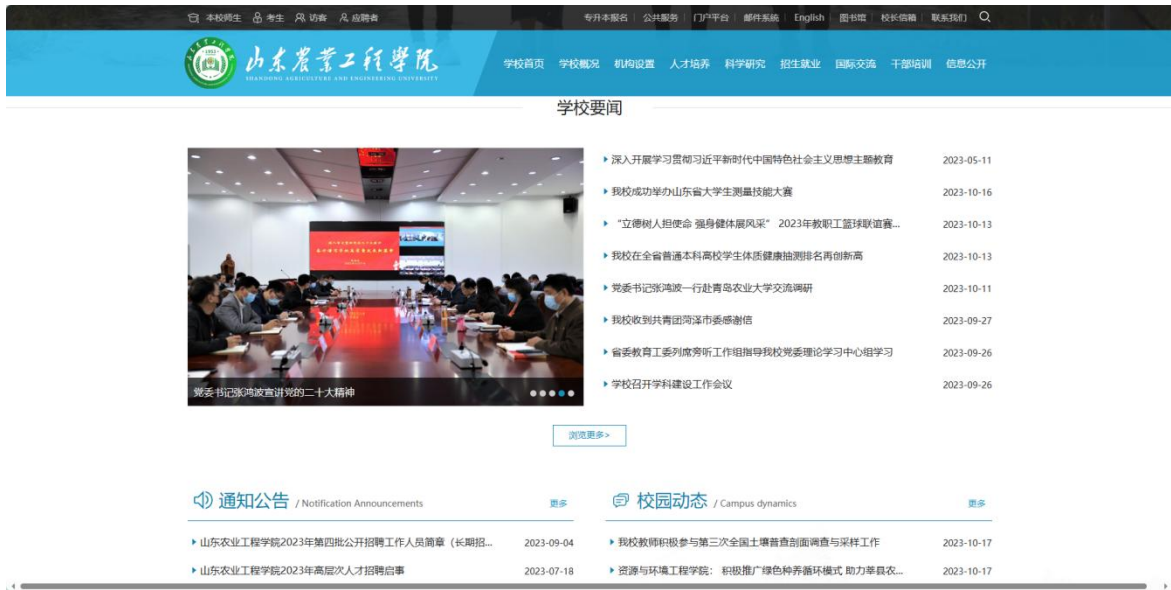 本校师生 考生 访客 应聘者 专升本报名 公共服务 门户平台 邮件系统 English 图书馆 校长信箱 联系我们
山东农业工程学院
SHANDONG AGRICULTURE AND ENGINEERING UNIVERSITY
学校首页 学校概况 机构设置 人才培养 科学研究 招生就业 国际交流 干部培训 信息公开
学校要闻
党委书记张鸿波宣讲党的二十大精神
深入开展学习贯彻习近平新时代中国特色社会主义思想主题教育 2023-05-11
我校成功举办山东省大学生测量技能大赛 2023-10-16
“立德树人担使命 强身健体展风采” 2023年教职工篮球联谊赛... 2023-10-13
我校在全省普通本科高校学生体质健康抽测排名再创新高 2023-10-13
党委书记张鸿波一行赴青岛农业大学交流调研 2023-10-11
我校收到共青团菏泽市委感谢信 2023-09-27
省委教育工委列席旁听工作组指导我校党委理论学习中心组学习 2023-09-26
学校召开学科建设工作会议 2023-09-26
浏览更多>
通知公告 / Notification Announcements 更多
山东农业工程学院2023年第四批公开招聘工作人员简章（长期招... 2023-09-04
山东农业工程学院2023年高层次人才招聘启事 2023-07-18
校园动态 / Campus dynamics 更多
我校教师积极参与第三次全国土壤普查剖面调查与采样工作 2023-10-17
资源与环境工程学院： 积极推广绿色种养循环模式 助力莘县农... 2023-10-17